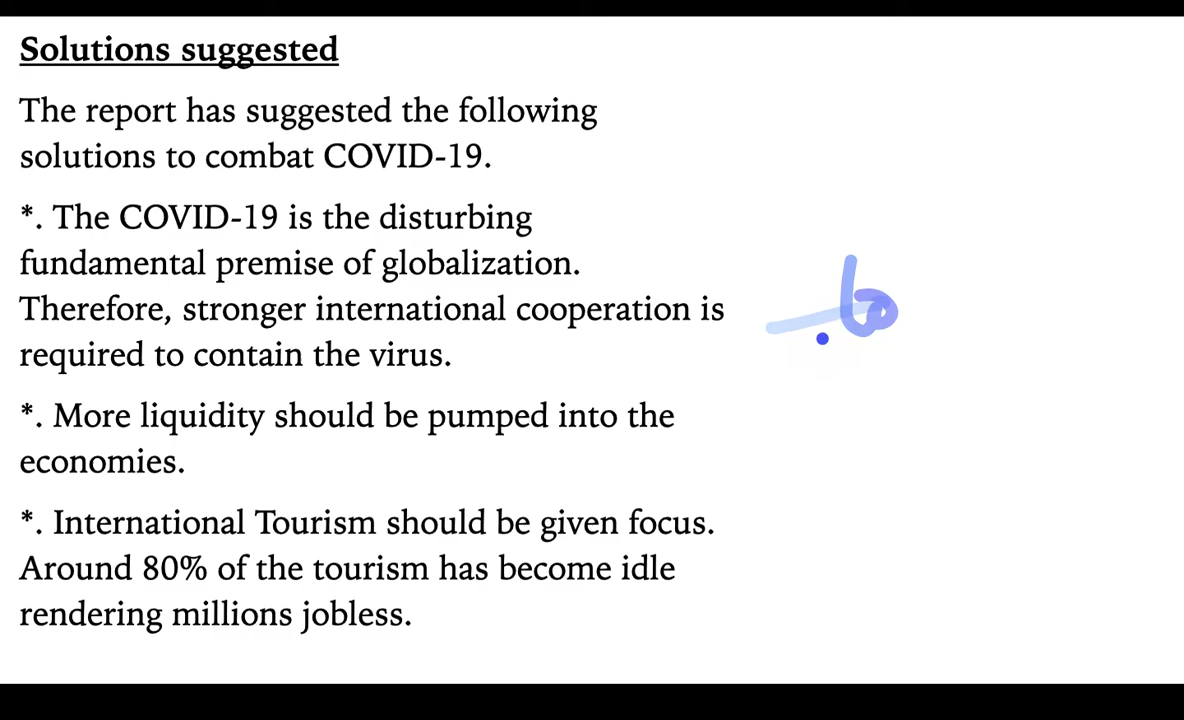 Solutions suggested
The report has suggested the following
solutions to combat COVID-19.
*. The COVID-19 is the disturbing
fundamental premise of globalization.
Therefore, stronger international cooperation is
required to contain the virus.
*. More liquidity should be pumped into the
economies.
*. International Tourism should be given focus.
Around 80% of the tourism has become idle
rendering millions jobless.